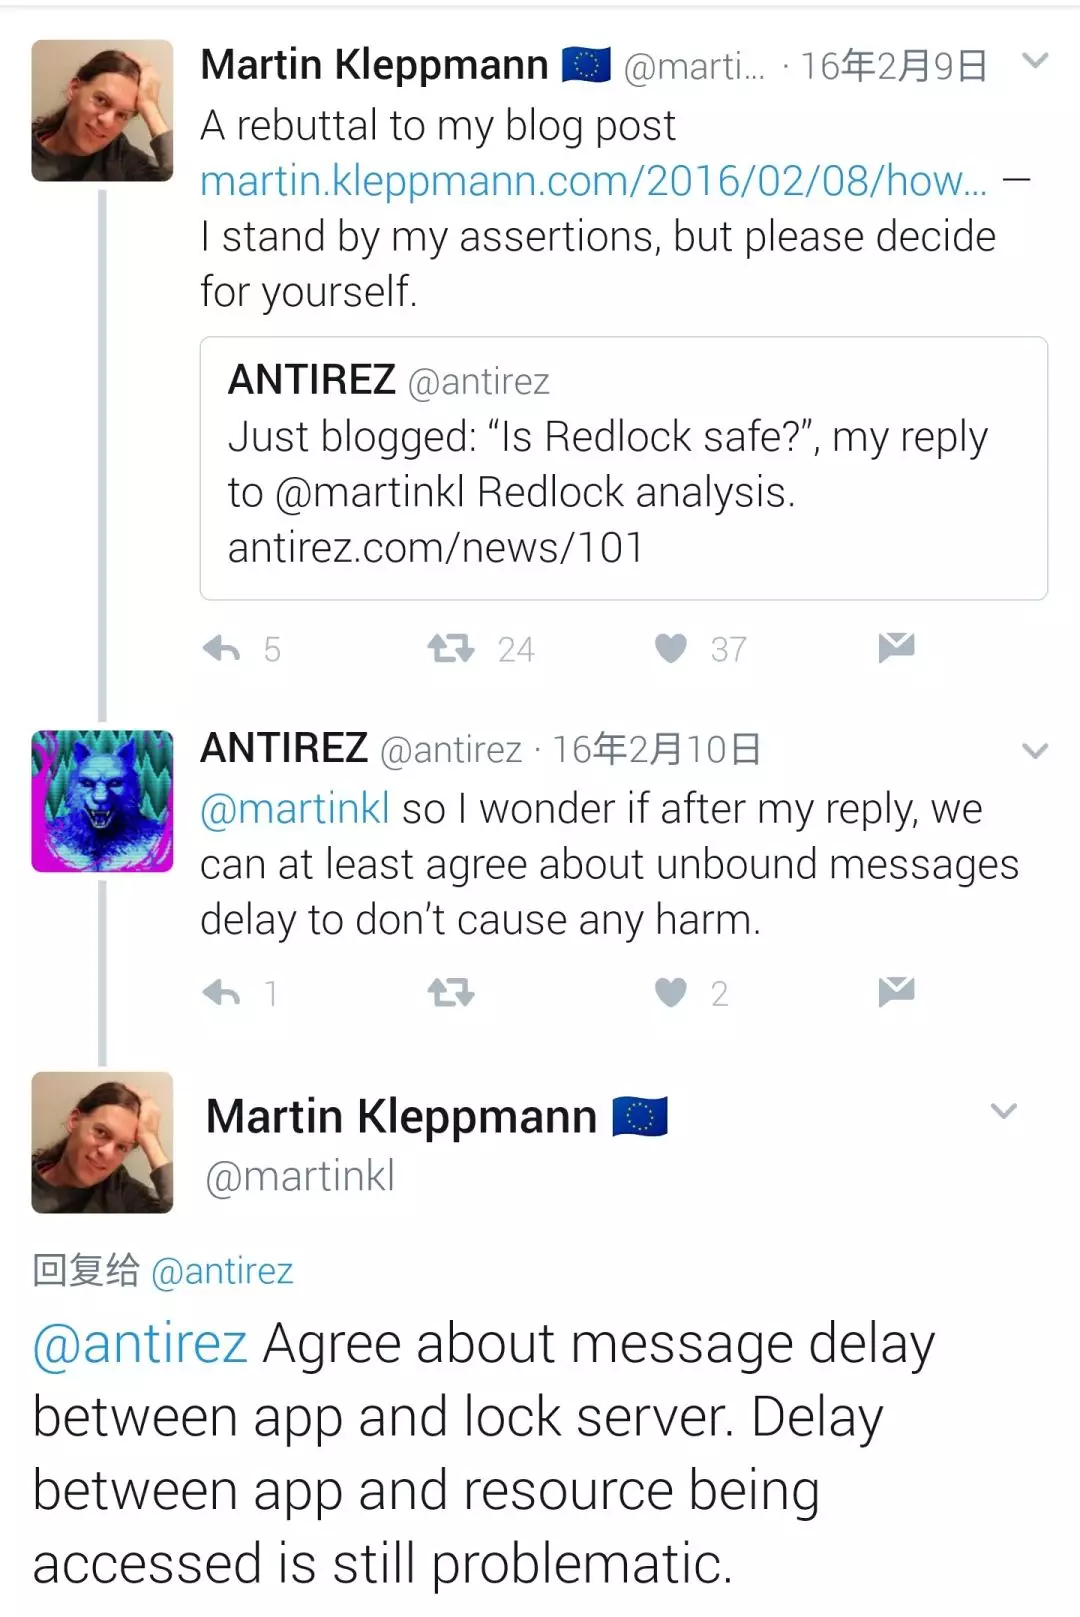 Martin Kleppmann 🇪🇺 @marti... · 16年2月9日
A rebuttal to my blog post
martin.kleppmann.com/2016/02/08/how... —
I stand by my assertions, but please decide
for yourself.
ANTIREZ @antirez
Just blogged: “Is Redlock safe?”, my reply
to @martinkl Redlock analysis.
antirez.com/news/101
5 24 37
ANTIREZ @antirez · 16年2月10日
@martinkl so I wonder if after my reply, we
can at least agree about unbound messages
delay to don’t cause any harm.
1 2
Martin Kleppmann 🇪🇺
@martinkl
回复给 @antirez
@antirez Agree about message delay
between app and lock server. Delay
between app and resource being
accessed is still problematic.